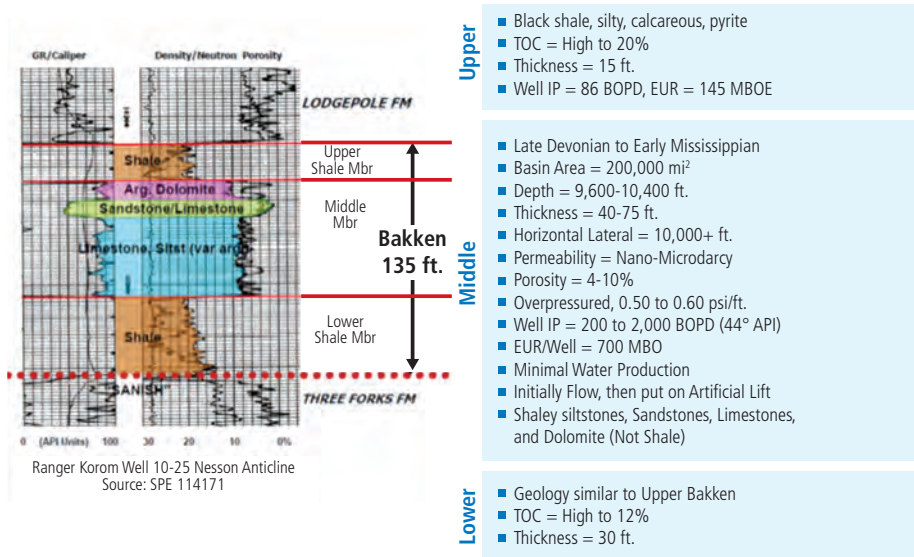 GR/Caliper
Density/Neutron Porosity
LODGEPOLE FM
Shale
Upper
Shale Mbr
Arg. Dolomite
Sandstone/Limestone
Middle
Mbr
Limestone, Sltst (var arg
Bakken
135 ft.
Shale
Lower
Shale Mbr
SANISH"
THREE FORKS FM
0 (API Units) 100 30 20 10 0%
Ranger Korom Well 10-25 Nesson Anticline
Source: SPE 114171
Upper
Black shale, silty, calcareous, pyrite
TOC = High to 20%
Thickness = 15 ft.
Well IP = 86 BOPD, EUR = 145 MBOE
Middle
Late Devonian to Early Mississippian
Basin Area = 200,000 mi²
Depth = 9,600-10,400 ft.
Thickness = 40-75 ft.
Horizontal Lateral = 10,000+ ft.
Permeability = Nano-Microdarcy
Porosity = 4-10%
Overpressured, 0.50 to 0.60 psi/ft.
Well IP = 200 to 2,000 BOPD (44° API)
EUR/Well = 700 MBO
Minimal Water Production
Initially Flow, then put on Artificial Lift
Shaley siltstones, Sandstones, Limestones,
and Dolomite (Not Shale)
Lower
Geology similar to Upper Bakken
TOC = High to 12%
Thickness = 30 ft.